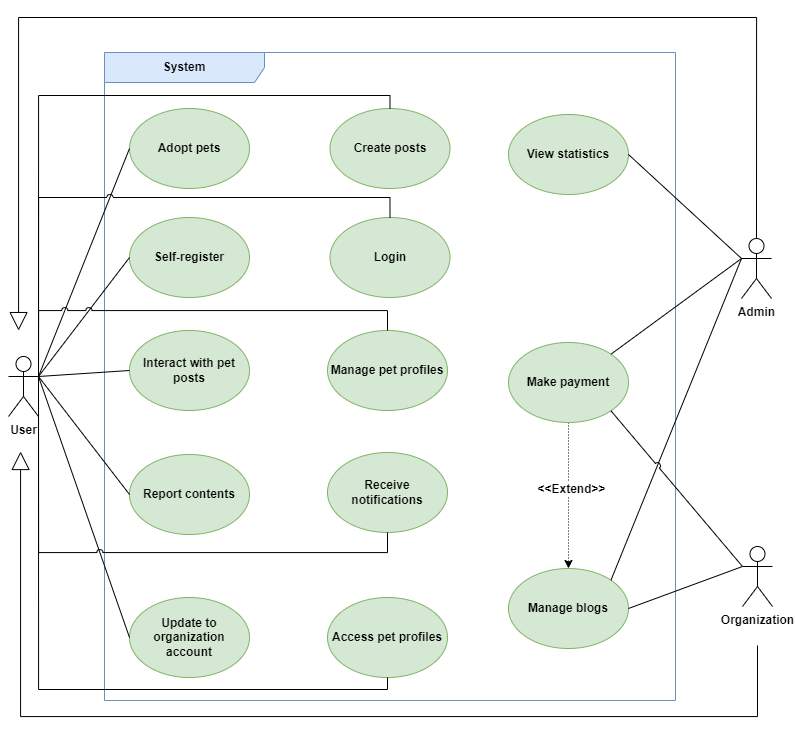 System
Adopt pets
Create posts
View statistics
Self-register
Login
Admin
Interact with pet
posts
Manage pet profiles
Make payment
User
Report contents
Receive
notifications
<<Extend>>
Update to
organization
account
Access pet profiles
Manage blogs
Organization